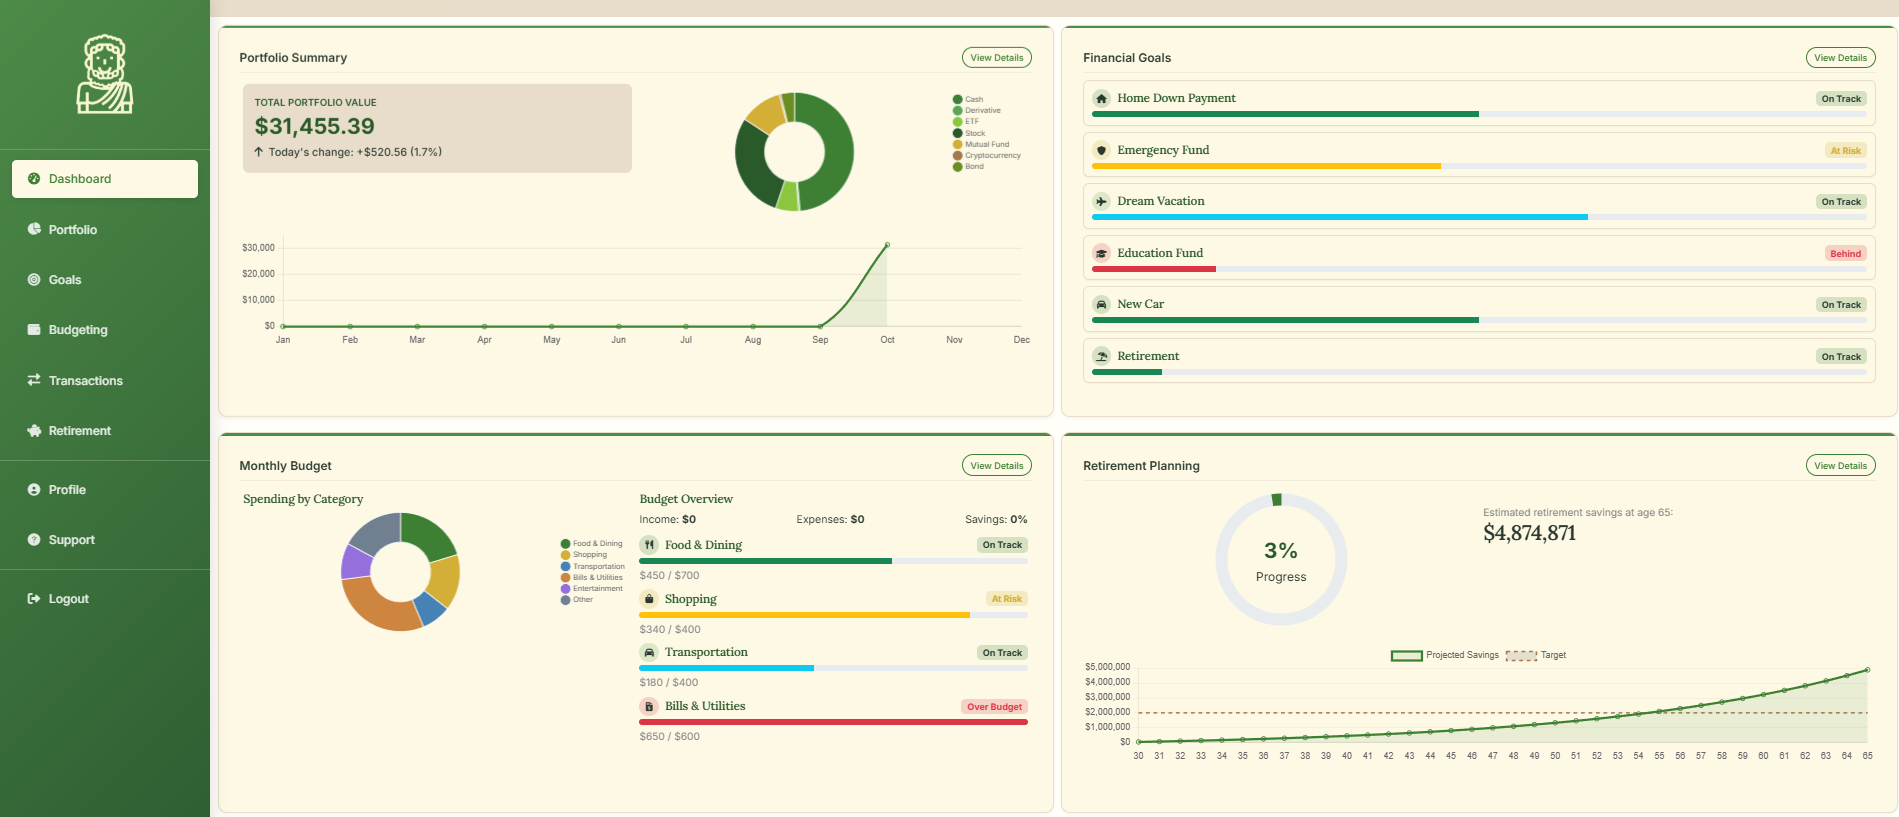 Dashboard
Portfolio
Goals
Budgeting
Transactions
Retirement
Profile
Support
Logout
Portfolio Summary
View Details
TOTAL PORTFOLIO VALUE
$31,455.39
Today's change: +$520.56 (1.7%)
Cash
Derivative
ETF
Stock
Mutual Fund
Cryptocurrency
Bond
$30,000
$20,000
$10,000
$0
Jan Feb Mar Apr May Jun Jul Aug Sep Oct Nov Dec
Financial Goals
View Details
Home Down Payment On Track
Emergency Fund At Risk
Dream Vacation On Track
Education Fund Behind
New Car On Track
Retirement On Track
Monthly Budget
View Details
Spending by Category
Food & Dining
Shopping
Transportation
Bills & Utilities
Entertainment
Other
Budget Overview
Income: $0 Expenses: $0 Savings: 0%
Food & Dining On Track
$450 / $700
Shopping At Risk
$340 / $400
Transportation On Track
$180 / $400
Bills & Utilities Over Budget
$650 / $600
Retirement Planning
View Details
3%
Progress
Estimated retirement savings at age 65:
$4,874,871
Projected Savings Target
$5,000,000
$4,000,000
$3,000,000
$2,000,000
$1,000,000
$0
30 31 32 33 34 35 36 37 38 39 40 41 42 43 44 45 46 47 48 49 50 51 52 53 54 55 56 57 58 59 60 61 62 63 64 65